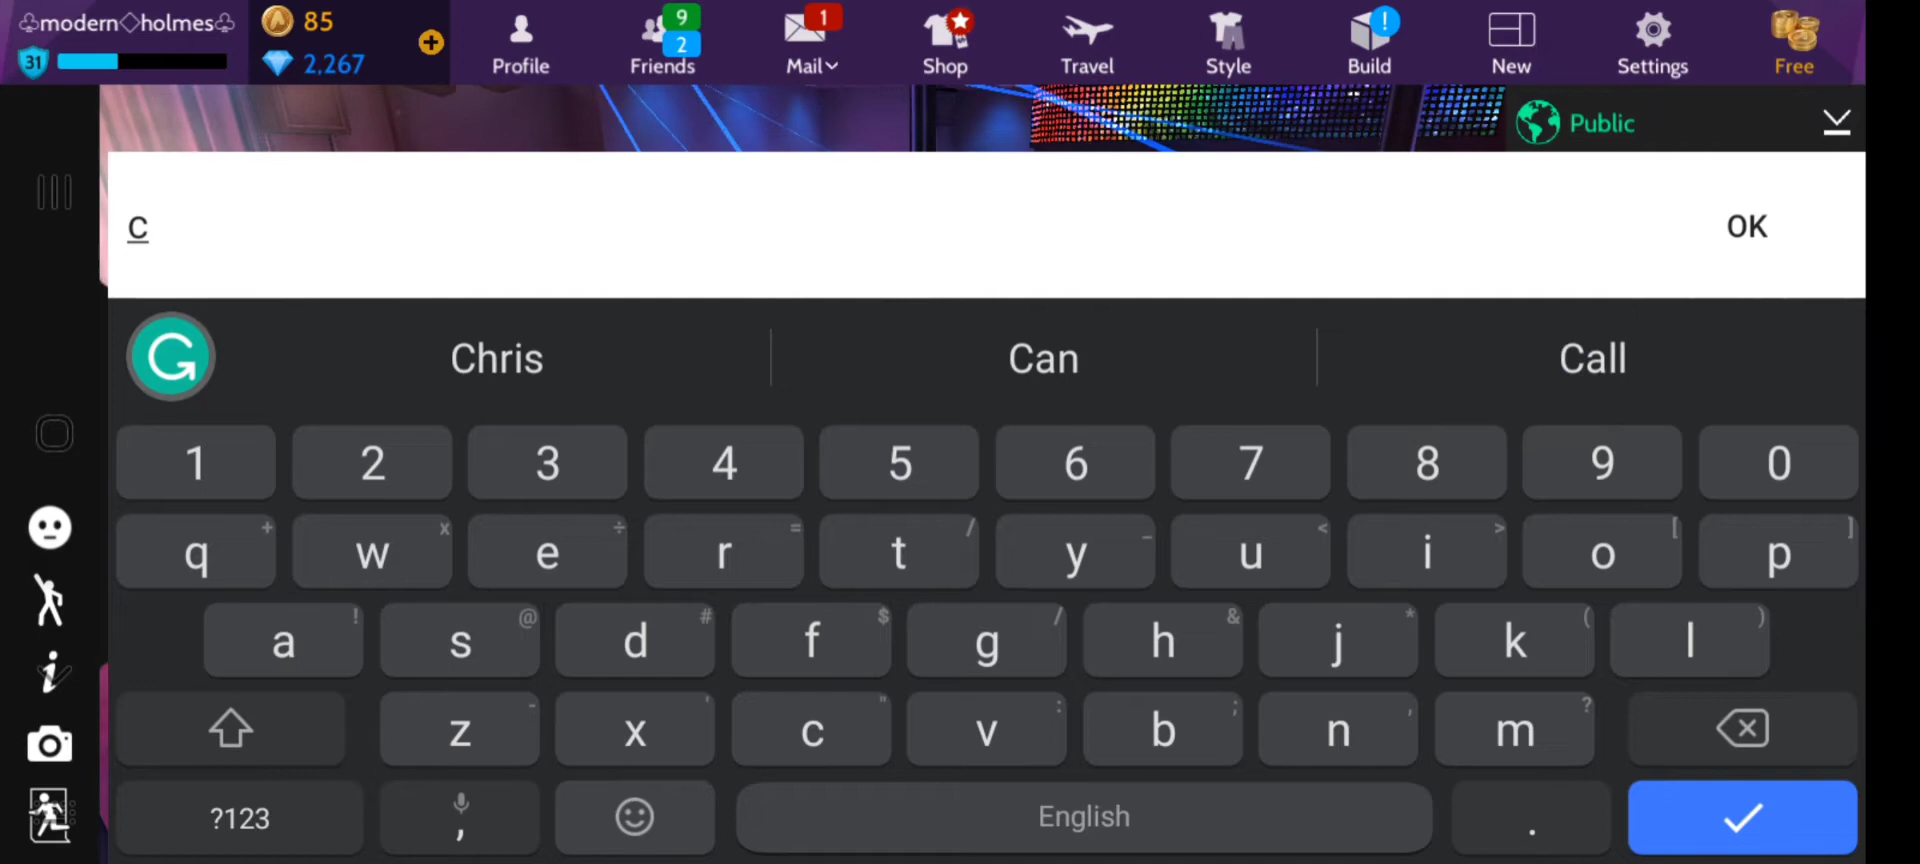 ♧modern◇holmes♧
31
85
2,267
Profile
9
2
Friends
1
Mail
Shop
Travel
Style
!
Build
New
Settings
Free
Public
C
OK
Chris Can Call
1 2 3 4 5 6 7 8 9 0
q + w x e ÷ r = t / y _ u < i > o [ p ]
a ! s @ d # f $ g / h & j * k ( l )
z - x ' c " v : b ; n , m ?
?123 , English .